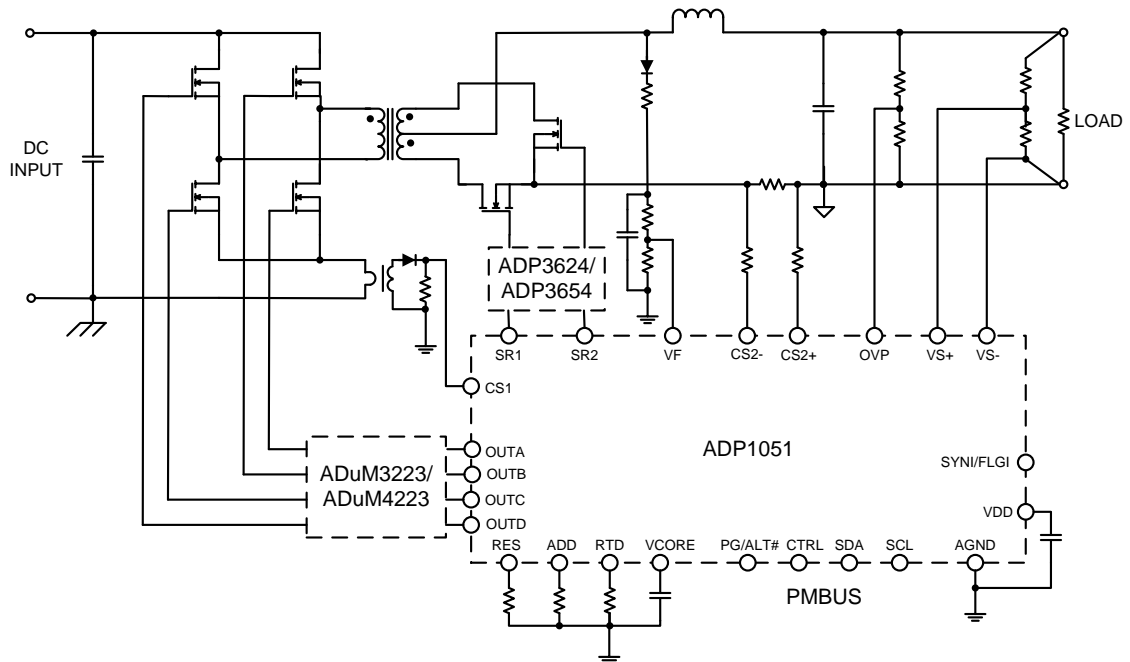 DC
INPUT
LOAD
ADP3624/
ADP3654
SR1
SR2
VF
CS2-
CS2+
OVP
VS+
VS-
CS1
ADP1051
ADuM3223/
ADuM4223
OUTA
OUTB
OUTC
OUTD
SYNI/FLGI
VDD
RES
ADD
RTD
VCORE
PG/ALT#
CTRL
SDA
SCL
AGND
PMBUS